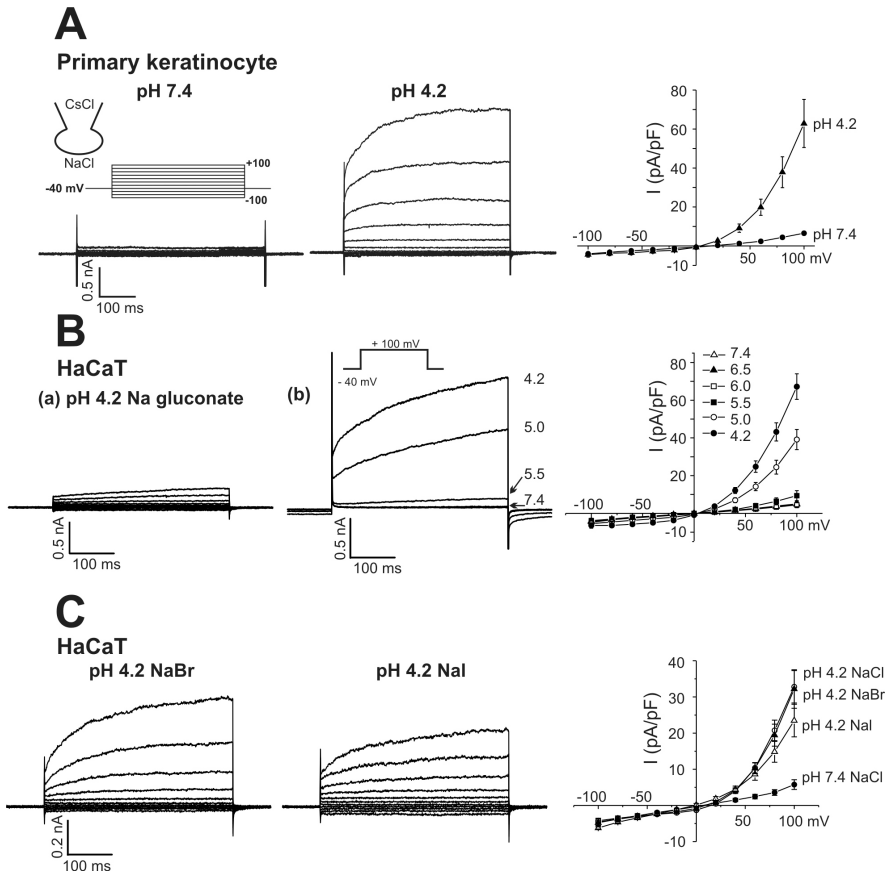 A
Primary keratinocyte
pH 7.4
pH 4.2
CsCl
NaCl
+100
-40 mV
-100
0.5 nA
100 ms
I (pA/pF)
80
60
40
20
-10
-100
-50
50
100 mV
pH 4.2
pH 7.4
B
HaCaT
(a) pH 4.2 Na gluconate
0.5 nA
100 ms
(b)
+ 100 mV
- 40 mV
4.2
5.0
5.5
7.4
0.5 nA
100 ms
I (pA/pF)
80
60
40
20
-10
-100
-50
50
100 mV
7.4
6.5
6.0
5.5
5.0
4.2
C
HaCaT
pH 4.2 NaBr
pH 4.2 NaI
0.2 nA
100 ms
I (pA/pF)
40
30
20
10
-10
-100
-50
50
100 mV
pH 4.2 NaCl
pH 4.2 NaBr
pH 4.2 NaI
pH 7.4 NaCl